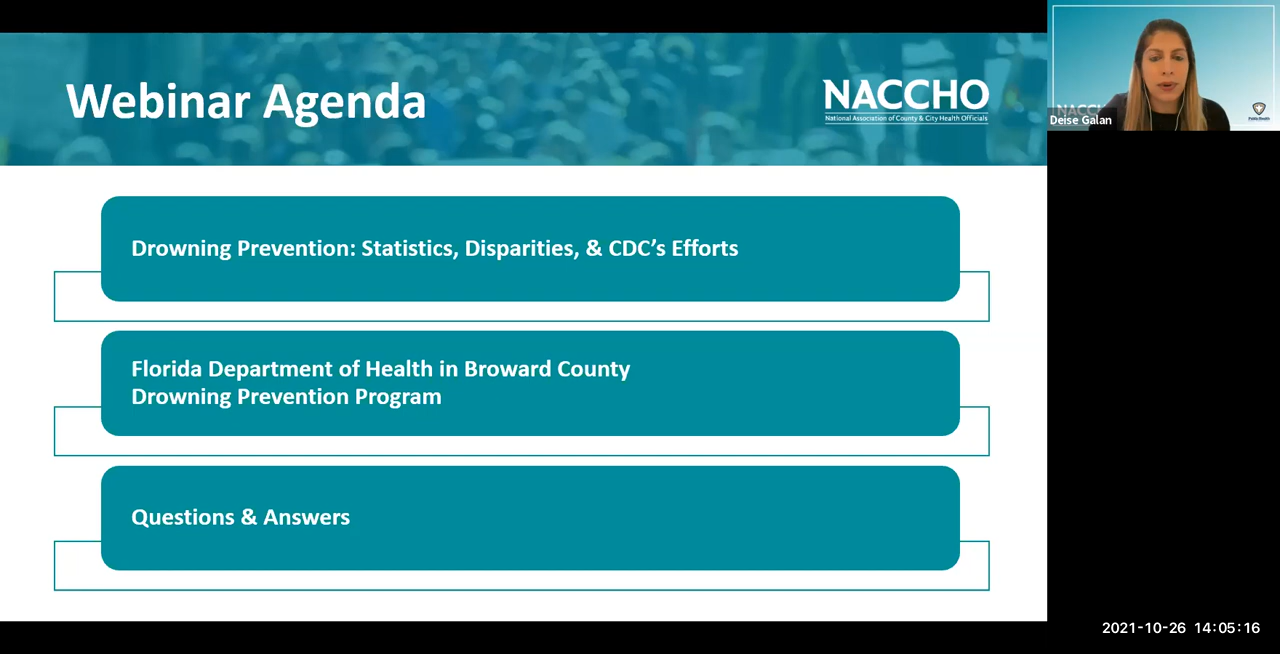 Webinar Agenda
NACCHO
National Association of County & City Health Officials
Deise Galan
Drowning Prevention: Statistics, Disparities, & CDC's Efforts
Florida Department of Health in Broward County
Drowning Prevention Program
Questions & Answers
2021-10-26 14:05:16